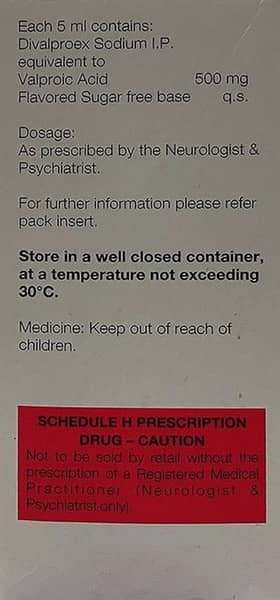 Each 5 ml contains:
Divalproex Sodium I.P.
equivalent to
Valproic Acid 500 mg
Flavored Sugar free base q.s.
Dosage:
As prescribed by the Neurologist &
Psychiatrist.
For further information please refer
pack insert.
Store in a well closed container,
at a temperature not exceeding
30°C.
Medicine: Keep out of reach of
children.
SCHEDULE H PRESCRIPTION
DRUG – CAUTION
Not to be sold by retail without the
prescription of a Registered Medical
Practitioner (Neurologist &
Psychiatrist only).